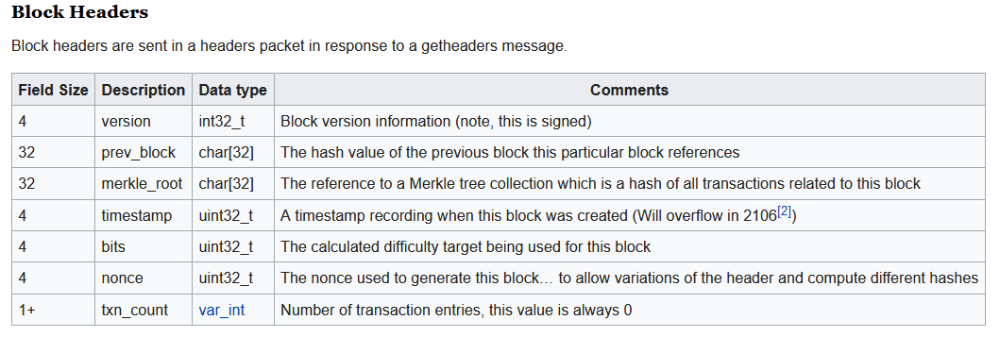 Block Headers
Block headers are sent in a headers packet in response to a getheaders message.
Field Size Description Data type Comments
4 version int32_t Block version information (note, this is signed)
32 prev_block char[32] The hash value of the previous block this particular block references
32 merkle_root char[32] The reference to a Merkle tree collection which is a hash of all transactions related to this block
4 timestamp uint32_t A timestamp recording when this block was created (Will overflow in 2106[2])
4 bits uint32_t The calculated difficulty target being used for this block
4 nonce uint32_t The nonce used to generate this block… to allow variations of the header and compute different hashes
1+ txn_count var_int Number of transaction entries, this value is always 0